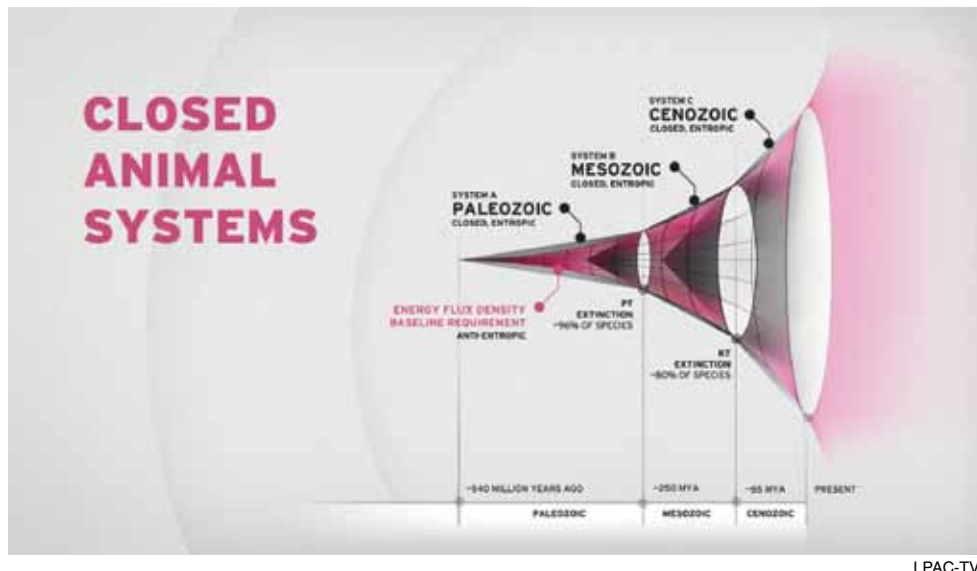 CLOSED
ANIMAL
SYSTEMS
SYSTEM C
CENOZOIC
CLOSED, ENTROPIC
SYSTEM B
MESOZOIC
CLOSED, ENTROPIC
SYSTEM A
PALEOZOIC
CLOSED, ENTROPIC
ENERGY FLUX DENSITY
BASELINE REQUIREMENT
ANTI-ENTROPIC
PT
EXTINCTION
~96% OF SPECIES
KT
EXTINCTION
~80% OF SPECIES
~540 MILLION YEARS AGO
~250 MYA
~65 MYA
PRESENT
PALEOZOIC
MESOZOIC
CENOZOIC
LPAC-TV